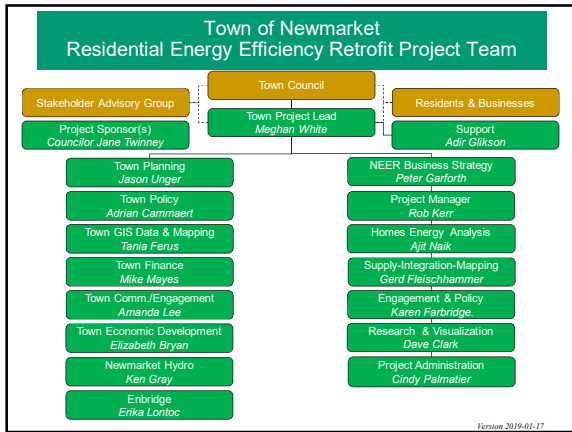 Town of Newmarket
Residential Energy Efficiency Retrofit Project Team
Town Council
Stakeholder Advisory Group
Residents & Businesses
Project Sponsor(s)
Councilor Jane Twinney
Town Project Lead
Meghan White
Support
Adir Glikson
Town Planning
Jason Unger
Town Policy
Adrian Cammaert
Town GIS Data & Mapping
Tania Ferus
Town Finance
Mike Mayes
Town Comm./Engagement
Amanda Lee
Town Economic Development
Elizabeth Bryan
Newmarket Hydro
Ken Gray
Enbridge
Erika Lontoc
NEER Business Strategy
Peter Garforth
Project Manager
Rob Kerr
Homes Energy Analysis
Ajit Naik
Supply-Integration-Mapping
Gerd Fleischhammer
Engagement & Policy
Karen Farbridge.
Research & Visualization
Dave Clark
Project Administration
Cindy Palmatier
Version 2019-01-17